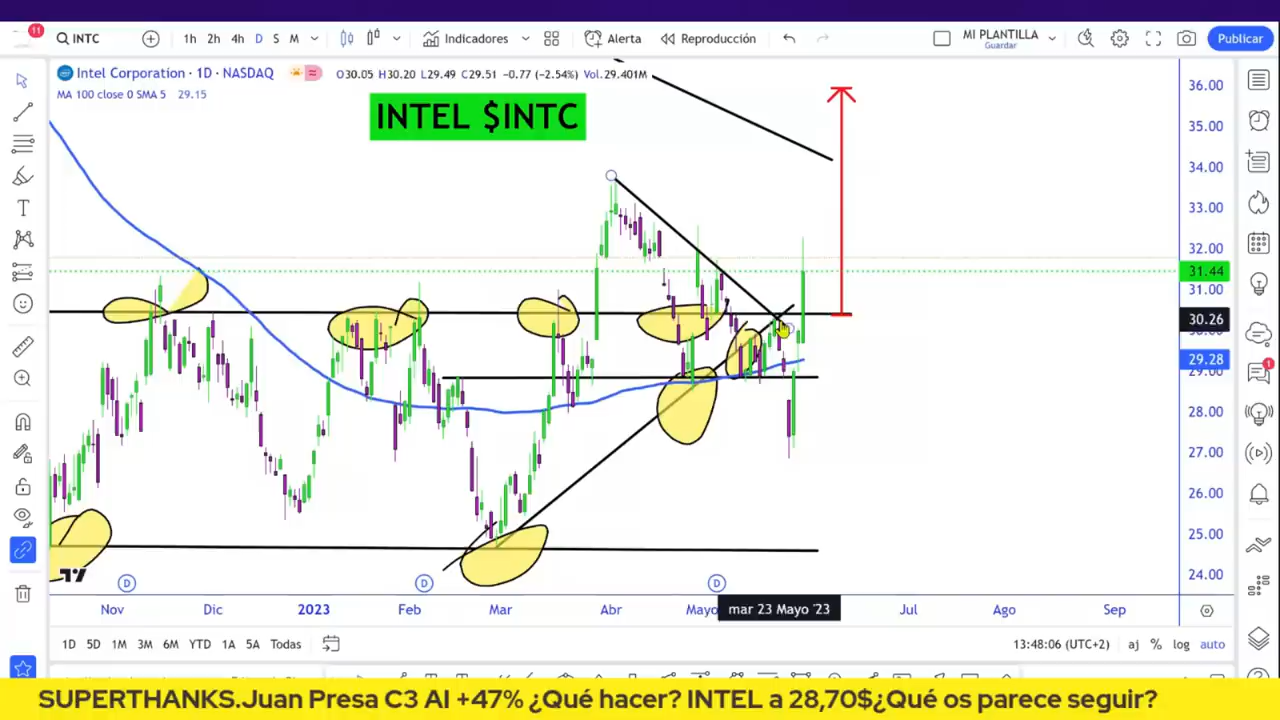 11
INTC
1h 2h 4h D S M
Indicadores
Alerta
Reproducción
MI PLANTILLA
Guardar
Publicar
Intel Corporation · 1D · NASDAQ
O30.05 H30.20 L29.49 C29.51 −0.77 (−2.54%) Vol.29.401M
MA 100 close 0 SMA 5 29.15
INTEL $INTC
36.00
35.00
34.00
33.00
32.00
31.44
31.00
30.26
29.28
29.00
28.00
27.00
26.00
25.00
24.00
1
D D D
Nov Dic 2023 Feb Mar Abr Mayo mar 23 Mayo '23 Jul Ago Sep
1D 5D 1M 3M 6M YTD 1A 5A Todas
13:48:06 (UTC+2) aj % log auto
SUPERTHANKS.Juan Presa C3 AI +47% ¿Qué hacer? INTEL a 28,70$¿Qué os parece seguir?